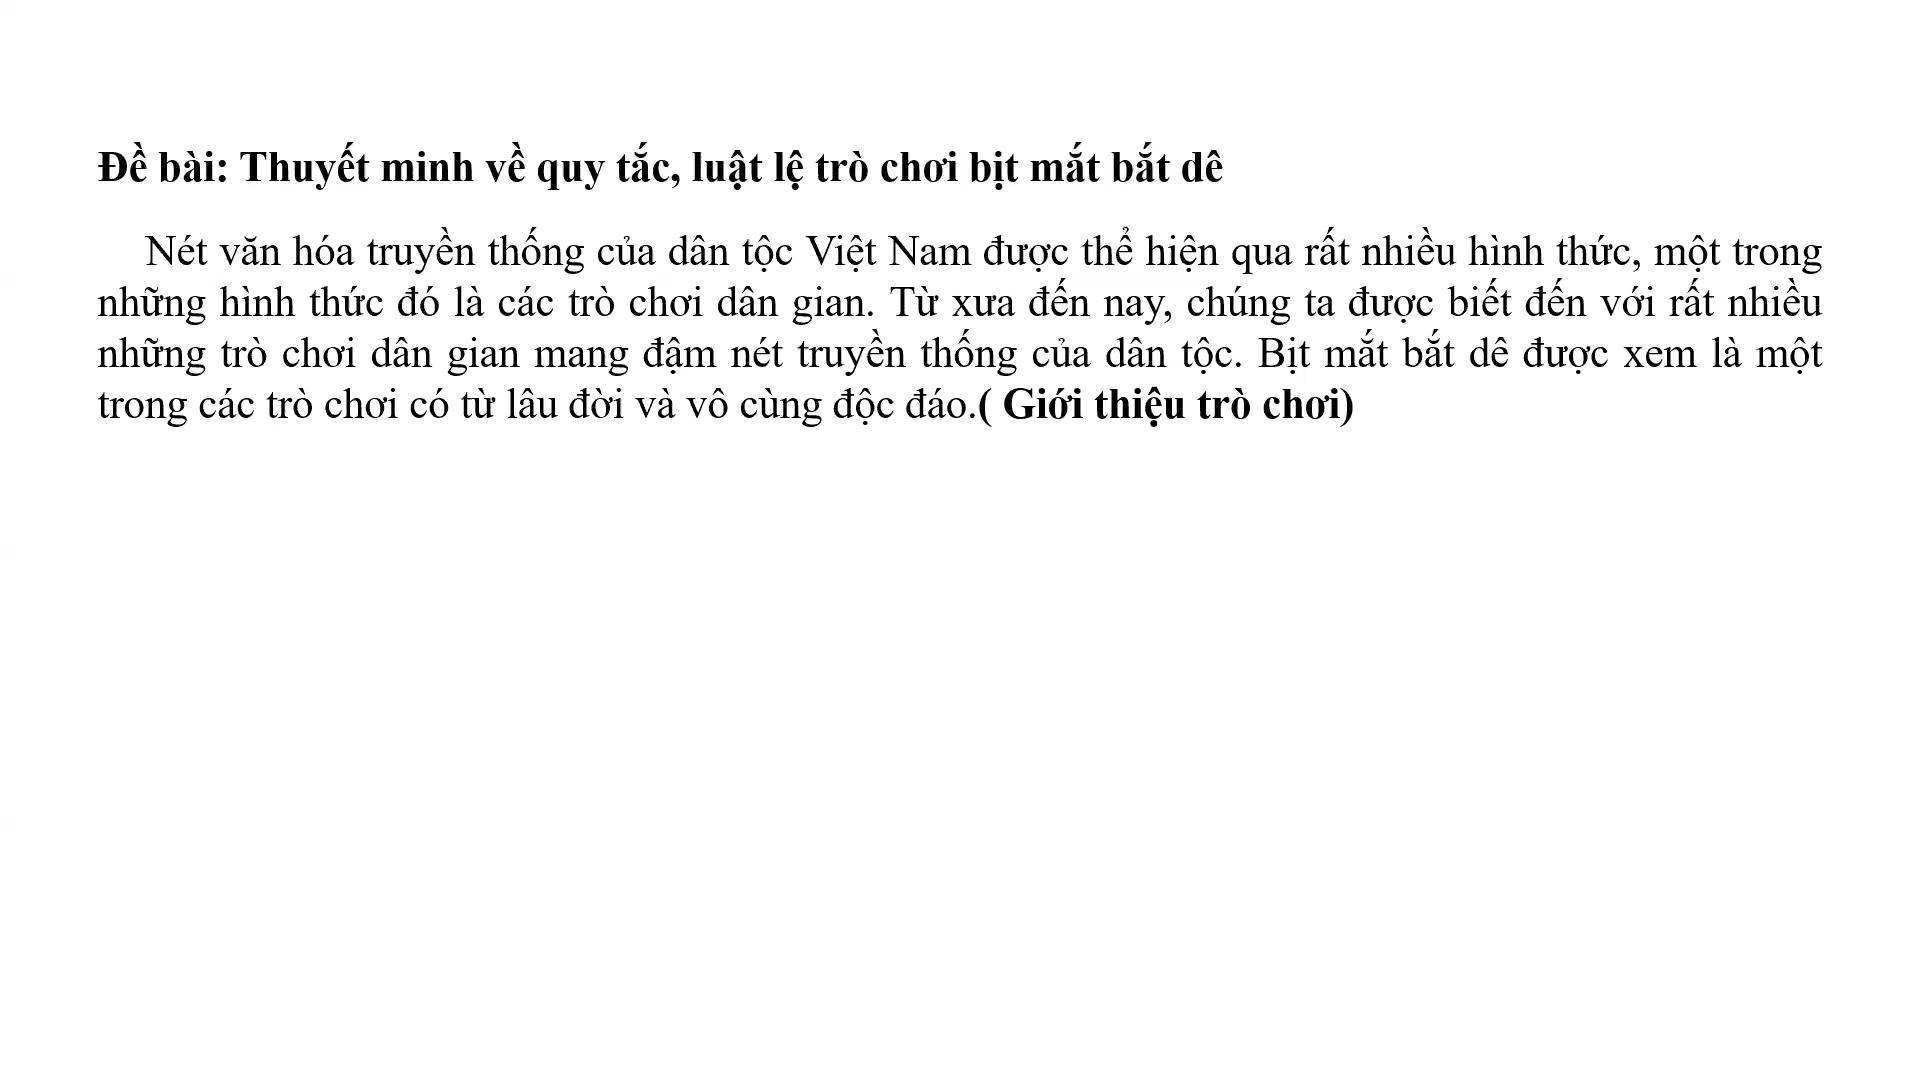 Đề bài: Thuyết minh về quy tắc, luật lệ trò chơi bịt mắt bắt dê
Nét văn hóa truyền thống của dân tộc Việt Nam được thể hiện qua rất nhiều hình thức, một trong
những hình thức đó là các trò chơi dân gian. Từ xưa đến nay, chúng ta được biết đến với rất nhiều
những trò chơi dân gian mang đậm nét truyền thống của dân tộc. Bịt mắt bắt dê được xem là một
trong các trò chơi có từ lâu đời và vô cùng độc đáo.( Giới thiệu trò chơi)